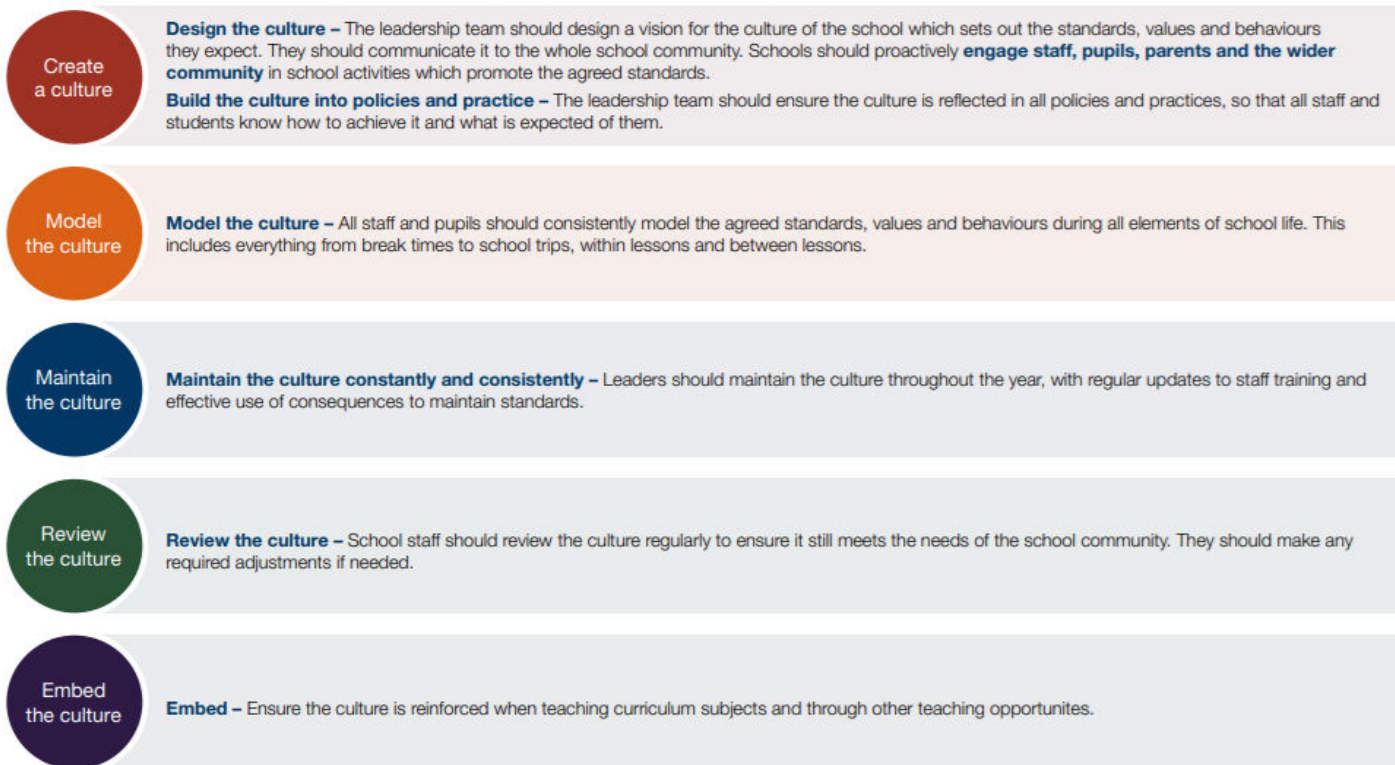 Create
a culture
Design the culture – The leadership team should design a vision for the culture of the school which sets out the standards, values and behaviours
they expect. They should communicate it to the whole school community. Schools should proactively engage staff, pupils, parents and the wider
community in school activities which promote the agreed standards.
Build the culture into policies and practice – The leadership team should ensure the culture is reflected in all policies and practices, so that all staff and
students know how to achieve it and what is expected of them.
Model
the culture
Model the culture – All staff and pupils should consistently model the agreed standards, values and behaviours during all elements of school life. This
includes everything from break times to school trips, within lessons and between lessons.
Maintain
the culture
Maintain the culture constantly and consistently – Leaders should maintain the culture throughout the year, with regular updates to staff training and
effective use of consequences to maintain standards.
Review
the culture
Review the culture – School staff should review the culture regularly to ensure it still meets the needs of the school community. They should make any
required adjustments if needed.
Embed
the culture
Embed – Ensure the culture is reinforced when teaching curriculum subjects and through other teaching opportunites.